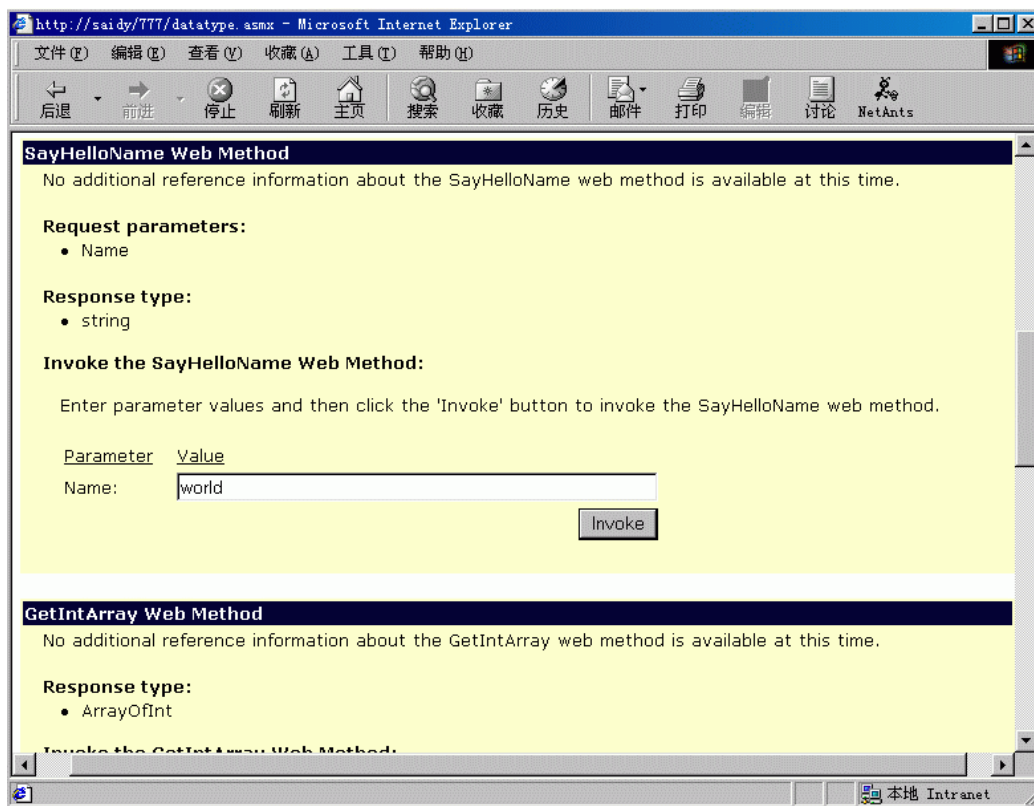 http://saidy/777/datatype.asmx - Microsoft Internet Explorer
文件(F) 编辑(E) 查看(V) 收藏(A) 工具(T) 帮助(H)
后退 前进 停止 刷新 主页 搜索 收藏 历史 邮件 打印 编辑 讨论 NetAnts
SayHelloName Web Method
No additional reference information about the SayHelloName web method is available at this time.
Request parameters:
• Name
Response type:
• string
Invoke the SayHelloName Web Method:
Enter parameter values and then click the 'Invoke' button to invoke the SayHelloName web method.
Parameter Value
Name: world
Invoke
GetIntArray Web Method
No additional reference information about the GetIntArray web method is available at this time.
Response type:
• ArrayOfInt
Invoke the GetIntArray Web Method:
本地 Intranet